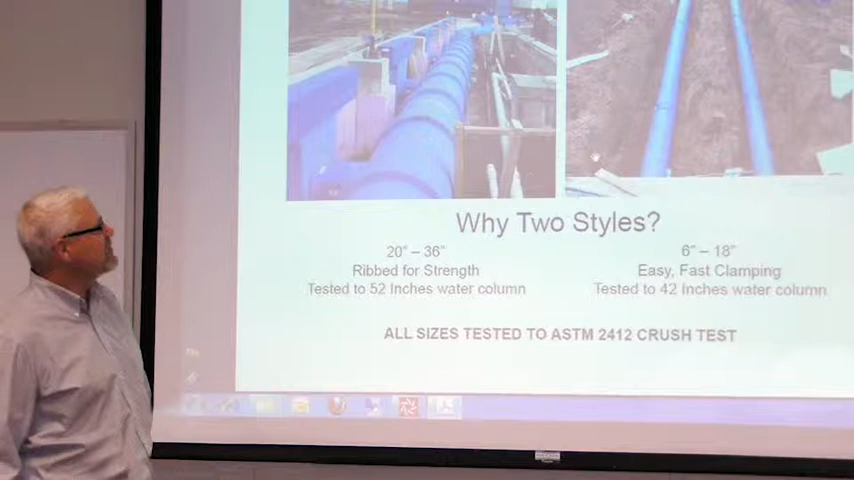 Why Two Styles?
20" – 36"
Ribbed for Strength
Tested to 52 Inches water column
6" – 18"
Easy, Fast Clamping
Tested to 42 Inches water column
ALL SIZES TESTED TO ASTM 2412 CRUSH TEST